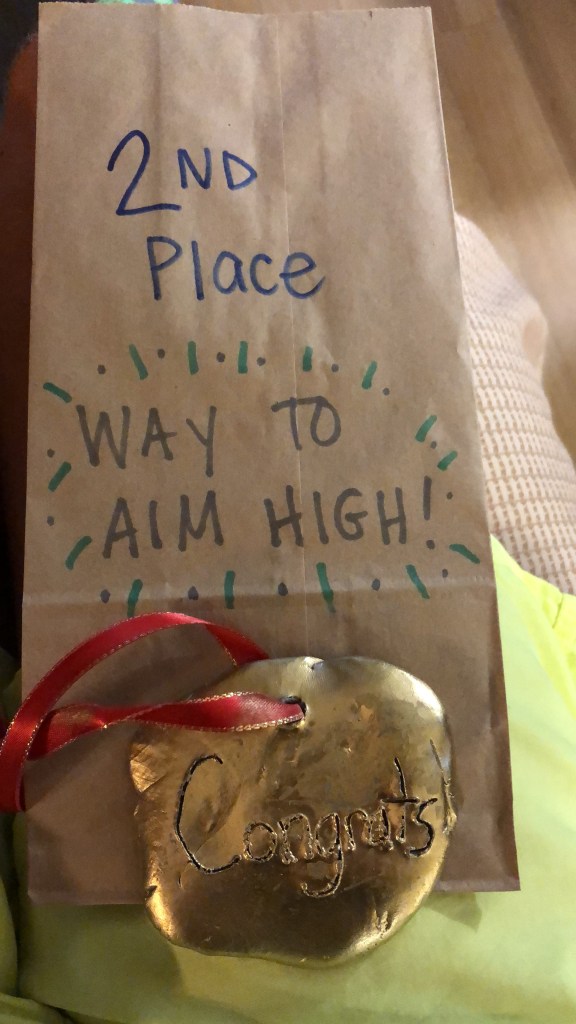 2ND
Place
WAY TO
AIM HIGH!
Congrats!